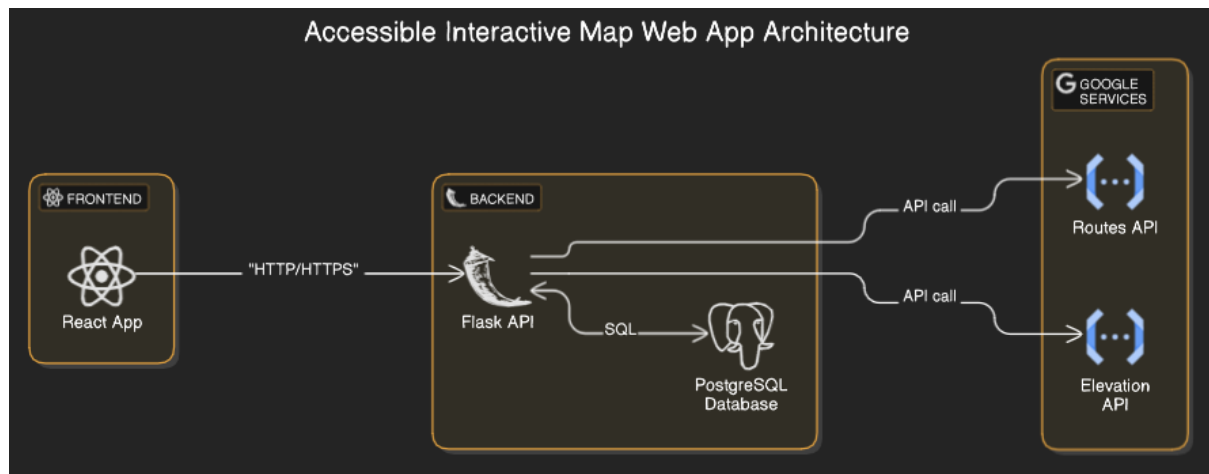 Accessible Interactive Map Web App Architecture
FRONTEND
React App
"HTTP/HTTPS"
BACKEND
Flask API
SQL
PostgreSQL
Database
API call
API call
GOOGLE
SERVICES
Routes API
Elevation
API